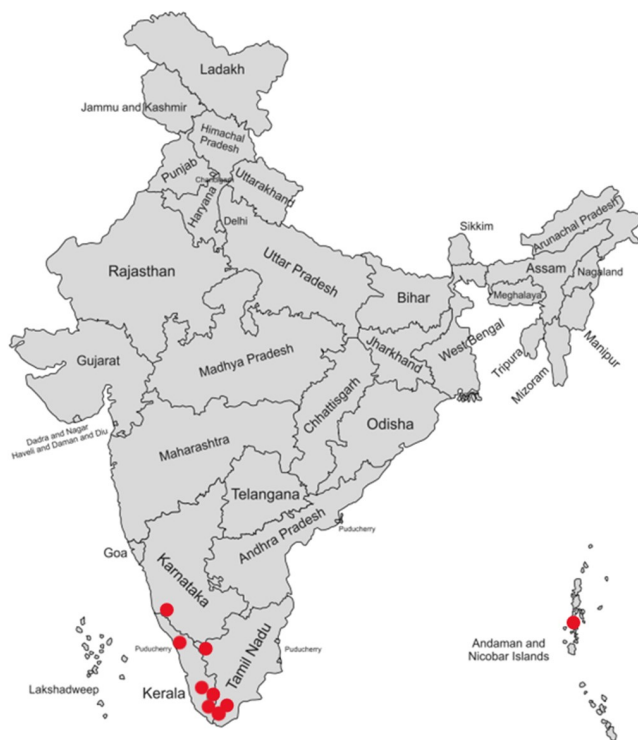 Ladakh
Jammu and Kashmir
Himachal
Pradesh
Punjab
Chandigarh
Uttarakhand
Haryana
Delhi
Sikkim
Arunachal Pradesh
Rajasthan
Uttar Pradesh
Assam
Nagaland
Bihar
Meghalaya
Manipur
Gujarat
Madhya Pradesh
Jharkhand
West Bengal
Tripura
Mizoram
Chhattisgarh
Odisha
Dadra and Nagar
Haveli and Daman and Diu
Maharashtra
Telangana
Andhra Pradesh
Puducherry
Goa
Karnataka
Puducherry
Tamil Nadu
Puducherry
Andaman and
Nicobar Islands
Lakshadweep
Kerala